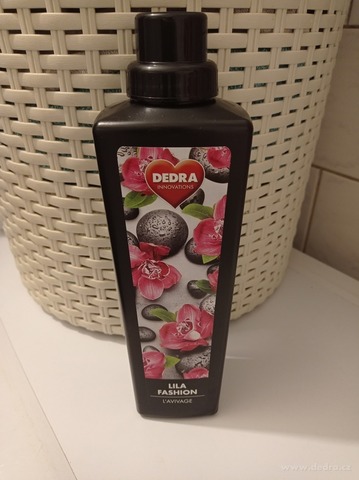 DEDRA
INNOVATIONS
LILA
FASHION
L'AVIVAGE
www.dedra.cz